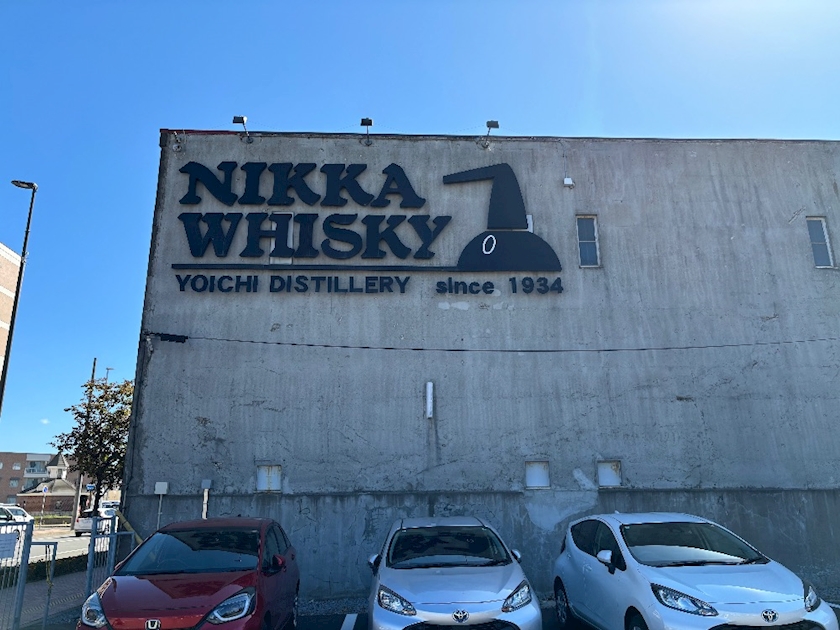 NIKKA
WHISKY
YOICHI DISTILLERY since 1934